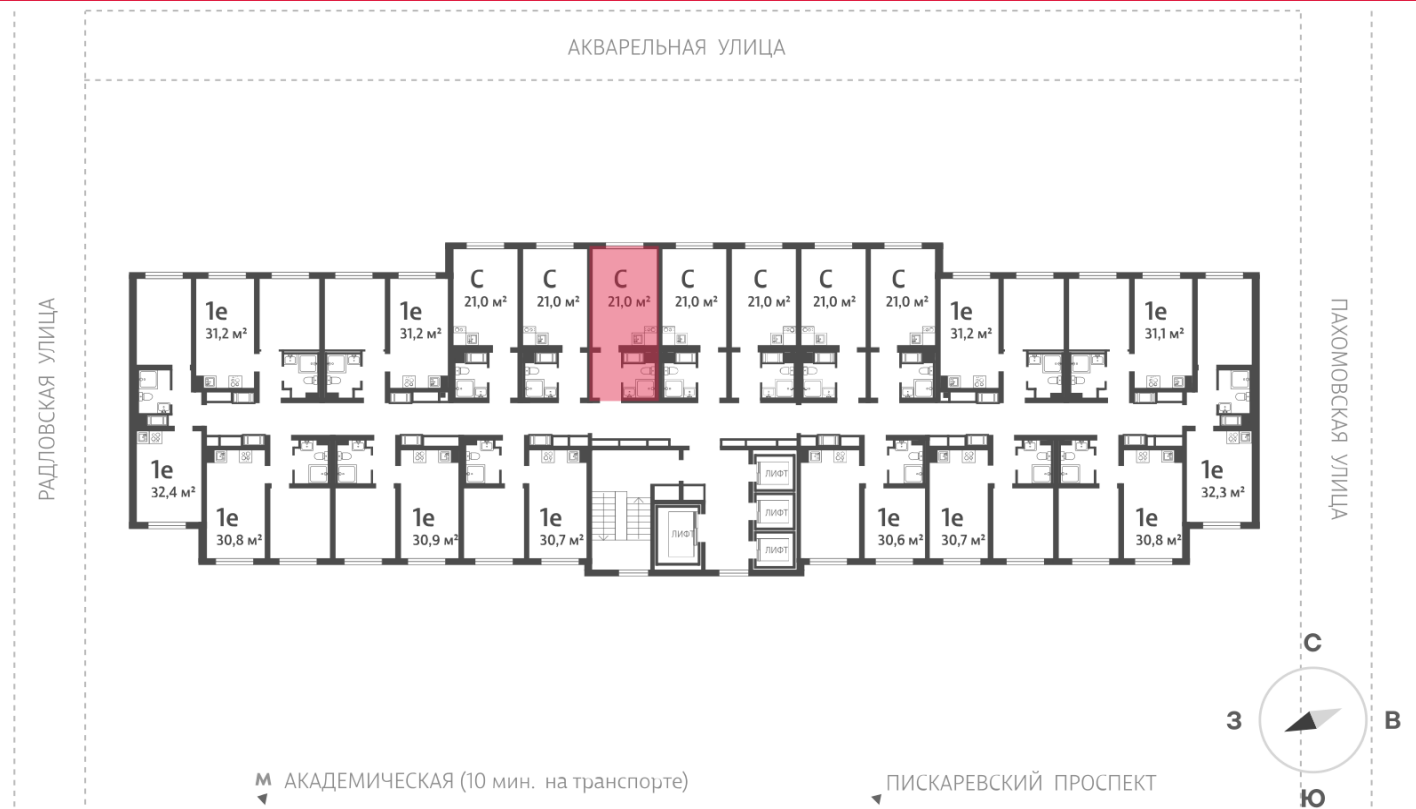 АКВАРЕЛЬНАЯ УЛИЦА
РАДЛОВСКАЯ УЛИЦА
ПАХОМОВСКАЯ УЛИЦА
С
21,0 м²
С
21,0 м²
С
21,0 м²
С
21,0 м²
С
21,0 м²
С
21,0 м²
С
21,0 м²
1е
31,2 м²
1е
31,2 м²
1е
31,2 м²
1е
31,1 м²
1е
32,4 м²
1е
30,8 м²
1е
30,9 м²
1е
30,7 м²
ЛИФТ
ЛИФТ
ЛИФТ
ЛИФТ
1е
30,6 м²
1е
30,7 м²
1е
30,8 м²
1е
32,3 м²
С
З
В
Ю
М АКАДЕМИЧЕСКАЯ (10 мин. на транспорте)
ПИСКАРЕВСКИЙ ПРОСПЕКТ